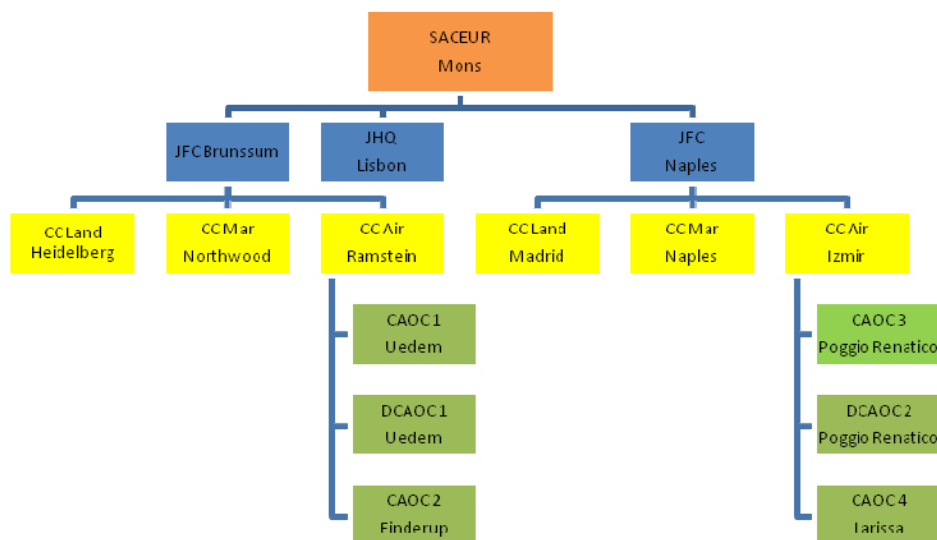 SACEUR
Mons
JFC Brunssum
JHQ
Lisbon
JFC
Naples
CC Land
Heidelberg
CC Mar
Northwood
CC Air
Ramstein
CC Land
Madrid
CC Mar
Naples
CC Air
Izmir
CAOC 1
Uedem
CAOC 3
Poggio Renatico
DCAOC 1
Uedem
DCAOC 2
Poggio Renatico
CAOC 2
Finderup
CAOC 4
Larissa